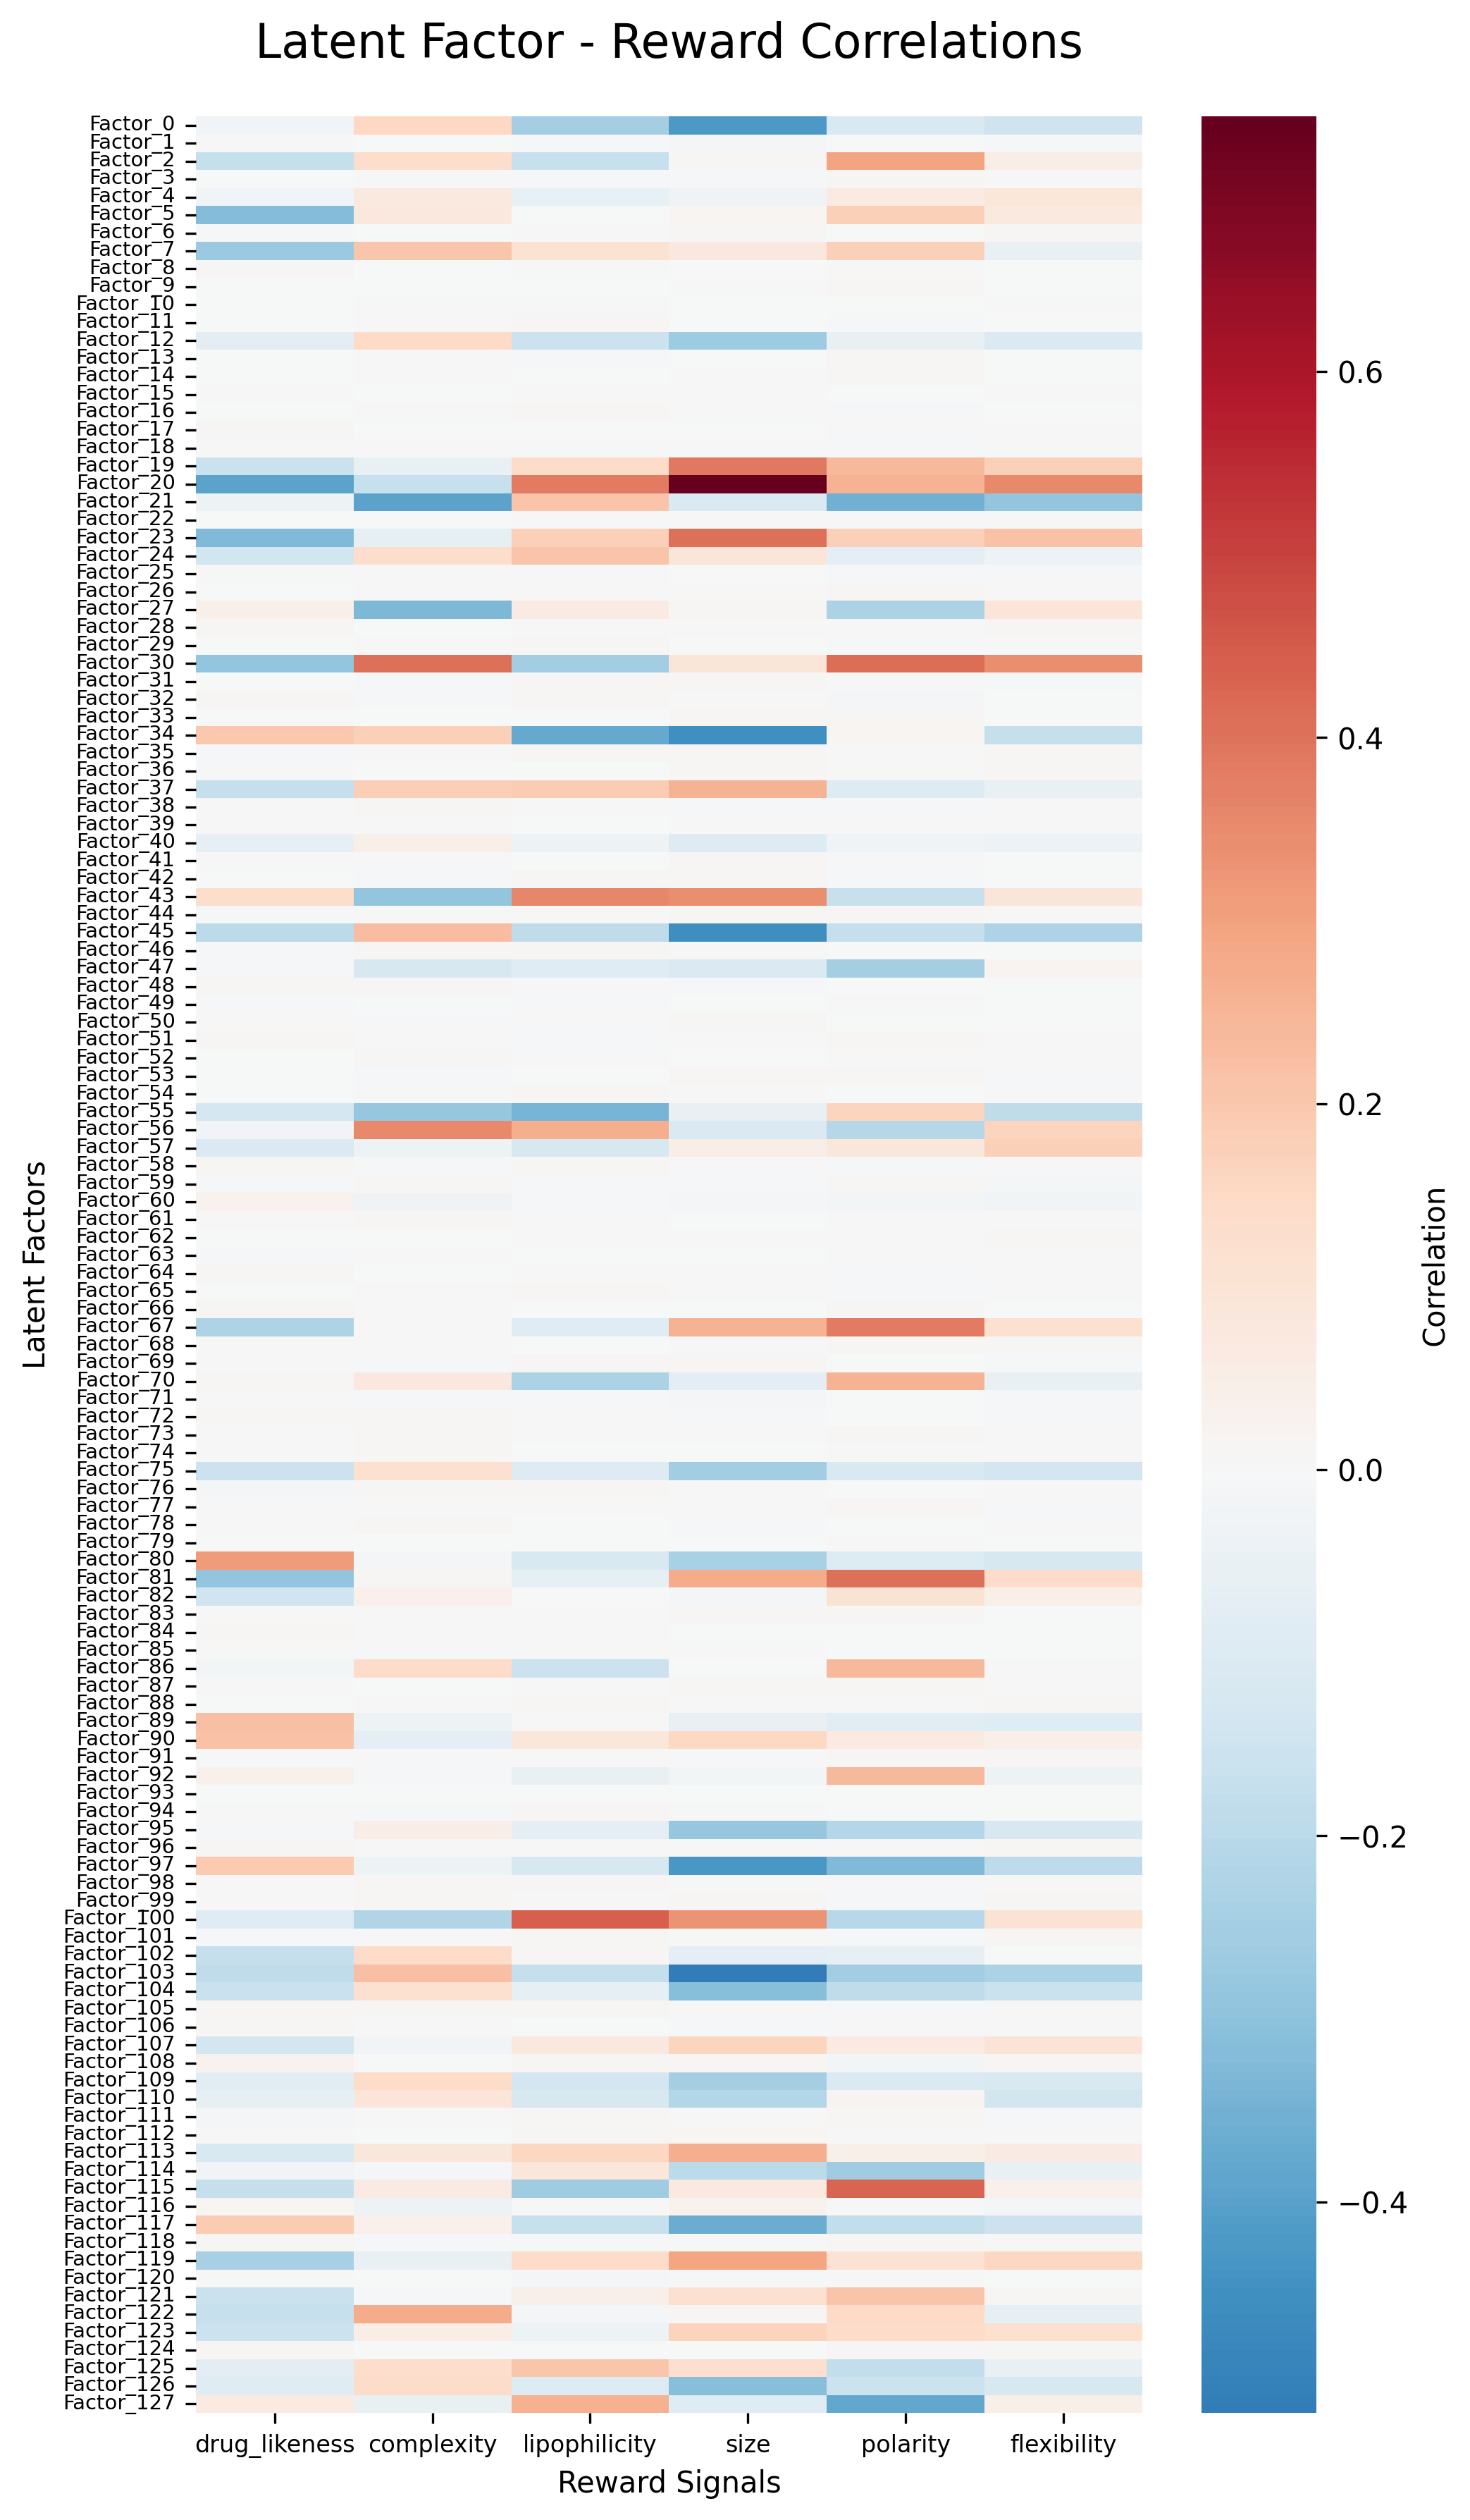 Latent Factor - Reward Correlations
Factor_0
Factor_1
Factor_2
Factor_3
Factor_4
Factor_5
Factor_6
Factor_7
Factor_8
Factor_9
Factor_10
Factor_11
Factor_12
Factor_13
Factor_14
Factor_15
Factor_16
Factor_17
Factor_18
Factor_19
Factor_20
Factor_21
Factor_22
Factor_23
Factor_24
Factor_25
Factor_26
Factor_27
Factor_28
Factor_29
Factor_30
Factor_31
Factor_32
Factor_33
Factor_34
Factor_35
Factor_36
Factor_37
Factor_38
Factor_39
Factor_40
Factor_41
Factor_42
Factor_43
Factor_44
Factor_45
Factor_46
Factor_47
Factor_48
Factor_49
Factor_50
Factor_51
Factor_52
Factor_53
Factor_54
Factor_55
Factor_56
Factor_57
Factor_58
Factor_59
Factor_60
Factor_61
Factor_62
Factor_63
Factor_64
Factor_65
Factor_66
Factor_67
Factor_68
Factor_69
Factor_70
Factor_71
Factor_72
Factor_73
Factor_74
Factor_75
Factor_76
Factor_77
Factor_78
Factor_79
Factor_80
Factor_81
Factor_82
Factor_83
Factor_84
Factor_85
Factor_86
Factor_87
Factor_88
Factor_89
Factor_90
Factor_91
Factor_92
Factor_93
Factor_94
Factor_95
Factor_96
Factor_97
Factor_98
Factor_99
Factor_100
Factor_101
Factor_102
Factor_103
Factor_104
Factor_105
Factor_106
Factor_107
Factor_108
Factor_109
Factor_110
Factor_111
Factor_112
Factor_113
Factor_114
Factor_115
Factor_116
Factor_117
Factor_118
Factor_119
Factor_120
Factor_121
Factor_122
Factor_123
Factor_124
Factor_125
Factor_126
Factor_127
Latent Factors
drug_likeness complexity lipophilicity size polarity flexibility
Reward Signals
0.6
0.4
0.2
0.0
−0.2
−0.4
Correlation